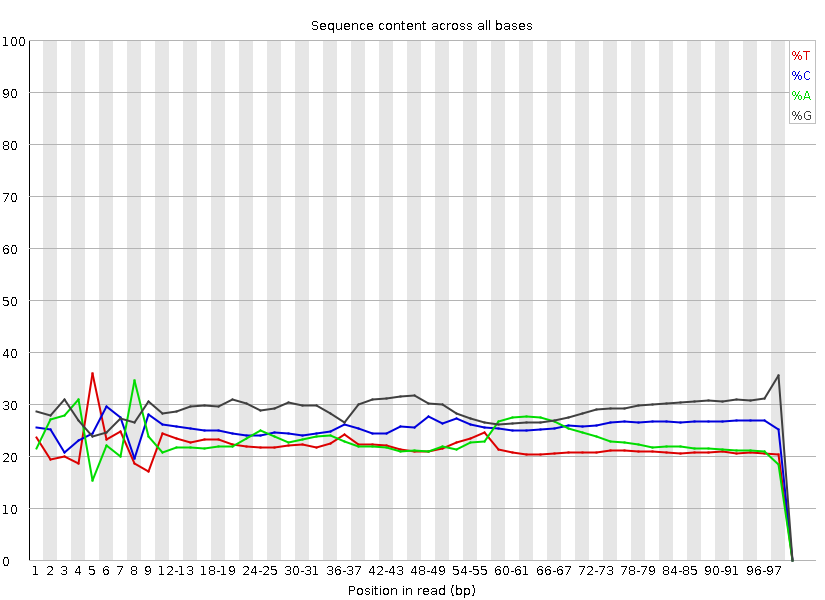 Sequence content across all bases
100
90
80
70
60
50
40
30
20
10
0
%T
%C
%A
%G
1 2 3 4 5 6 7 8 9 12-13 18-19 24-25 30-31 36-37 42-43 48-49 54-55 60-61 66-67 72-73 78-79 84-85 90-91 96-97
Position in read (bp)